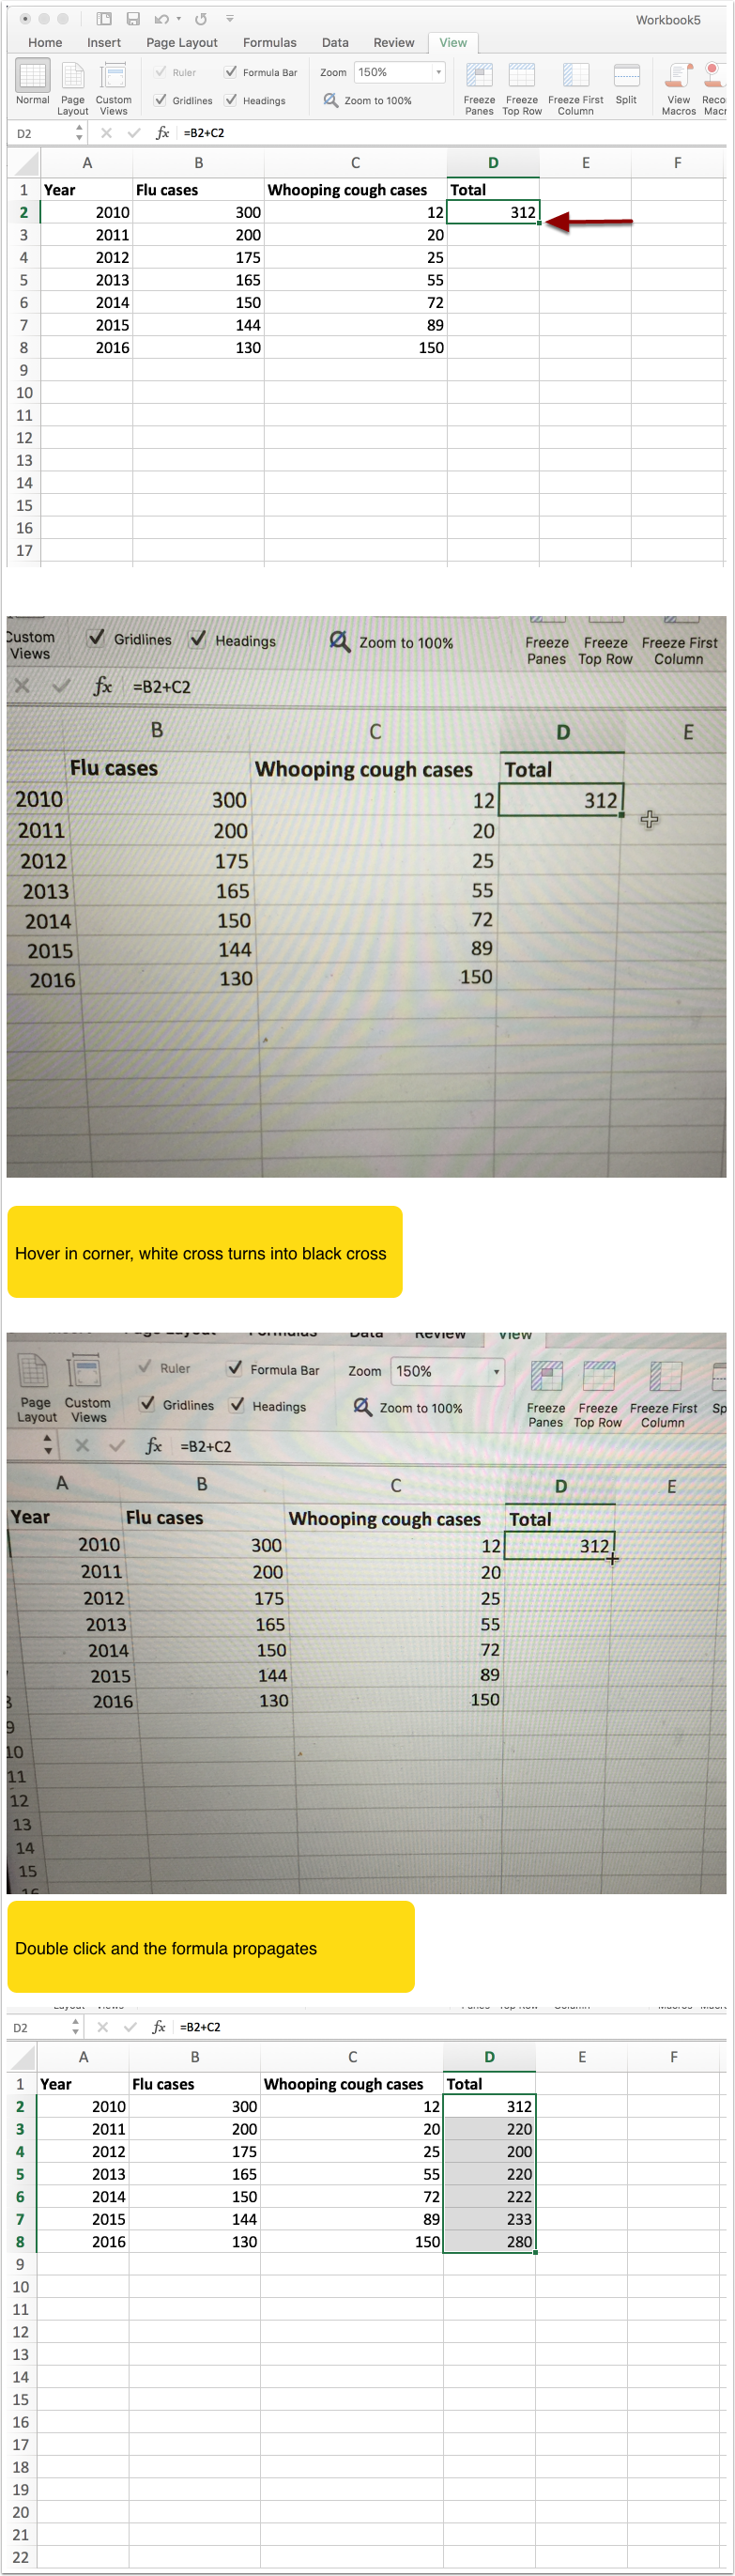 Workbook5
Home Insert Page Layout Formulas Data Review View
Ruler Formula Bar Zoom 150%
Normal Page Layout Custom Views Gridlines Headings Zoom to 100% Freeze Panes Freeze Top Row Freeze First Column Split View Macros
D2 fx =B2+C2
A B C D E F
1 Year Flu cases Whooping cough cases Total
2 2010 300 12 312
3 2011 200 20
4 2012 175 25
5 2013 165 55
6 2014 150 72
7 2015 144 89
8 2016 130 150
9
10
11
12
13
14
15
16
17
Custom Views Gridlines Headings Zoom to 100% Freeze Panes Freeze Top Row Freeze First Column
fx =B2+C2
B C D E
Flu cases Whooping cough cases Total
2010 300 12 312
2011 200 20
2012 175 25
2013 165 55
2014 150 72
2015 144 89
2016 130 150
Hover in corner, white cross turns into black cross
Data Review View
Ruler Formula Bar Zoom 150%
Page Layout Custom Views Gridlines Headings Zoom to 100% Freeze Panes Freeze Top Row Freeze First Column Sp
fx =B2+C2
A B C D E
Year Flu cases Whooping cough cases Total
2010 300 12 312
2011 200 20
2012 175 25
2013 165 55
2014 150 72
2015 144 89
2016 130 150
9
10
11
12
13
14
15
Double click and the formula propagates
D2 fx =B2+C2
A B C D E F
1 Year Flu cases Whooping cough cases Total
2 2010 300 12 312
3 2011 200 20 220
4 2012 175 25 200
5 2013 165 55 220
6 2014 150 72 222
7 2015 144 89 233
8 2016 130 150 280
9
10
11
12
13
14
15
16
17
18
19
20
21
22